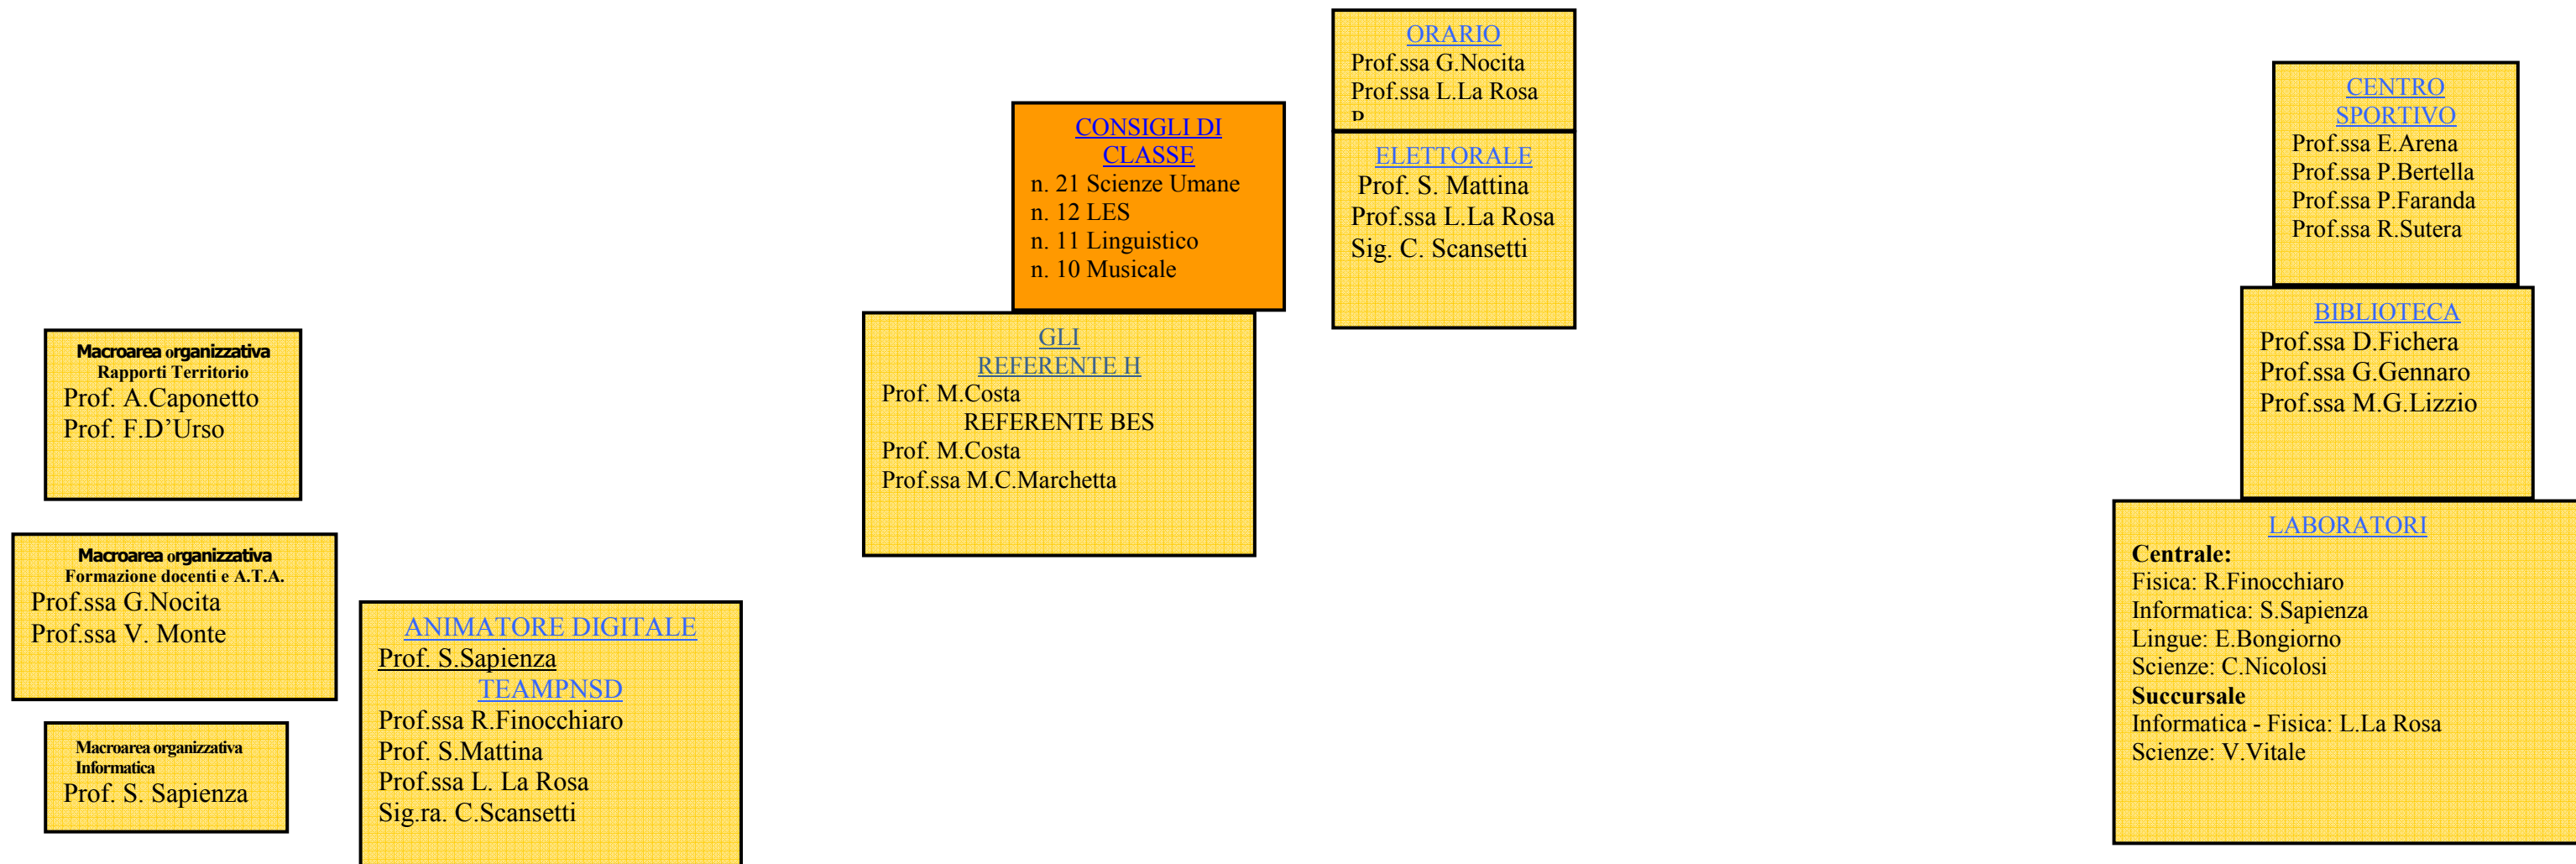 ORARIO
Prof.ssa G.Nocita
Prof.ssa L.La Rosa
CENTRO
SPORTIVO
Prof.ssa E.Arena
Prof.ssa P.Bertella
Prof.ssa P.Faranda
Prof.ssa R.Sutera
CONSIGLI DI
CLASSE
n. 21 Scienze Umane
n. 12 LES
n. 11 Linguistico
n. 10 Musicale
ELETTORALE
Prof. S. Mattina
Prof.ssa L.La Rosa
Sig. C. Scansetti
BIBLIOTECA
Prof.ssa D.Fichera
Prof.ssa G.Gennaro
Prof.ssa M.G.Lizzio
GLI
REFERENTE H
Prof. M.Costa
REFERENTE BES
Prof. M.Costa
Prof.ssa M.C.Marchetta
Macroarea organizzativa
Rapporti Territorio
Prof. A.Caponetto
Prof. F.D’Urso
Macroarea organizzativa
Formazione docenti e A.T.A.
Prof.ssa G.Nocita
Prof.ssa V. Monte
Macroarea organizzativa
Informatica
Prof. S. Sapienza
ANIMATORE DIGITALE
Prof. S.Sapienza
TEAMPNSD
Prof.ssa R.Finocchiaro
Prof. S.Mattina
Prof.ssa L. La Rosa
Sig.ra. C.Scansetti
LABORATORI
Centrale:
Fisica: R.Finocchiaro
Informatica: S.Sapienza
Lingue: E.Bongiorno
Scienze: C.Nicolosi
Succursale
Informatica - Fisica: L.La Rosa
Scienze: V.Vitale